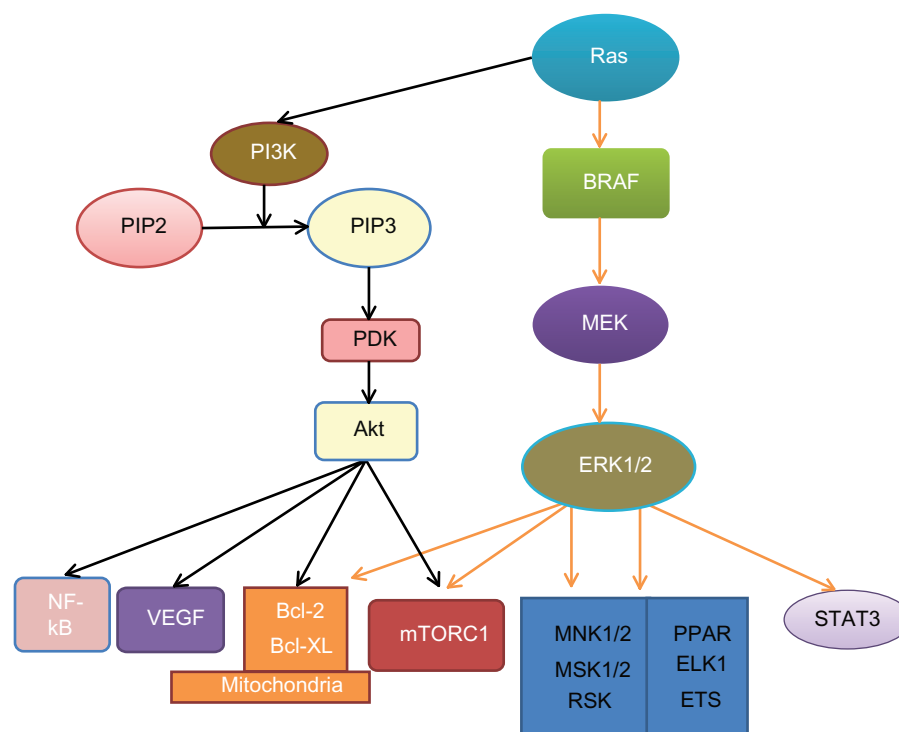 Ras
PI3K
BRAF
PIP2
PIP3
MEK
PDK
Akt
ERK1/2
NF-
kB
VEGF
Bcl-2
Bcl-XL
Mitochondria
mTORC1
MNK1/2
MSK1/2
RSK
PPAR
ELK1
ETS
STAT3